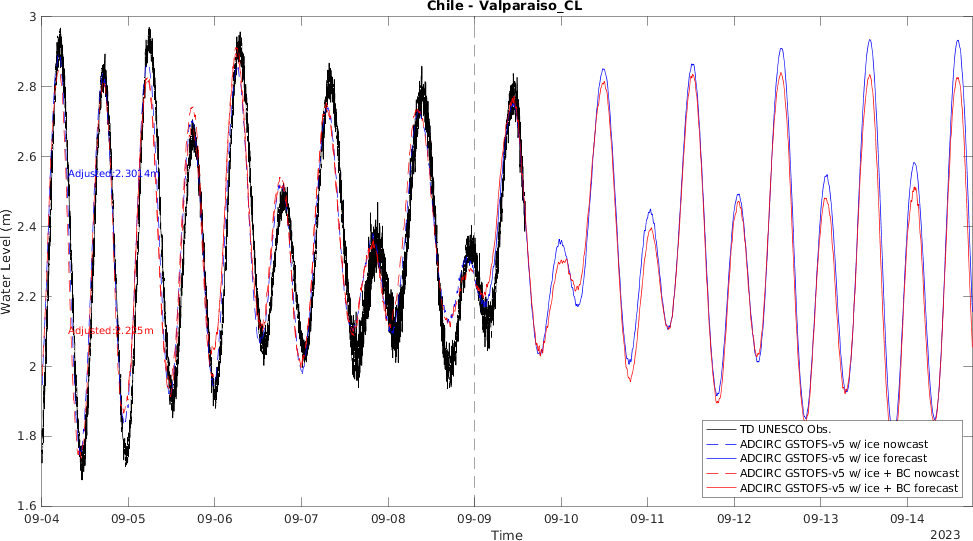 Chile - Valparaiso_CL
3
2.8
2.6
2.4
2.2
2
1.8
1.6
Water Level (m)
Adjusted:2.3014m
09-04
09-05
09-06
09-07
09-08
09-09
09-10
09-11
09-12
09-13
09-14
Time
2023
TD UNESCO Obs.
ADCIRC GSTOFS-v5 w/ ice nowcast
ADCIRC GSTOFS-v5 w/ ice forecast
ADCIRC GSTOFS-v5 w/ ice + BC nowcast
ADCIRC GSTOFS-v5 w/ ice + BC forecast